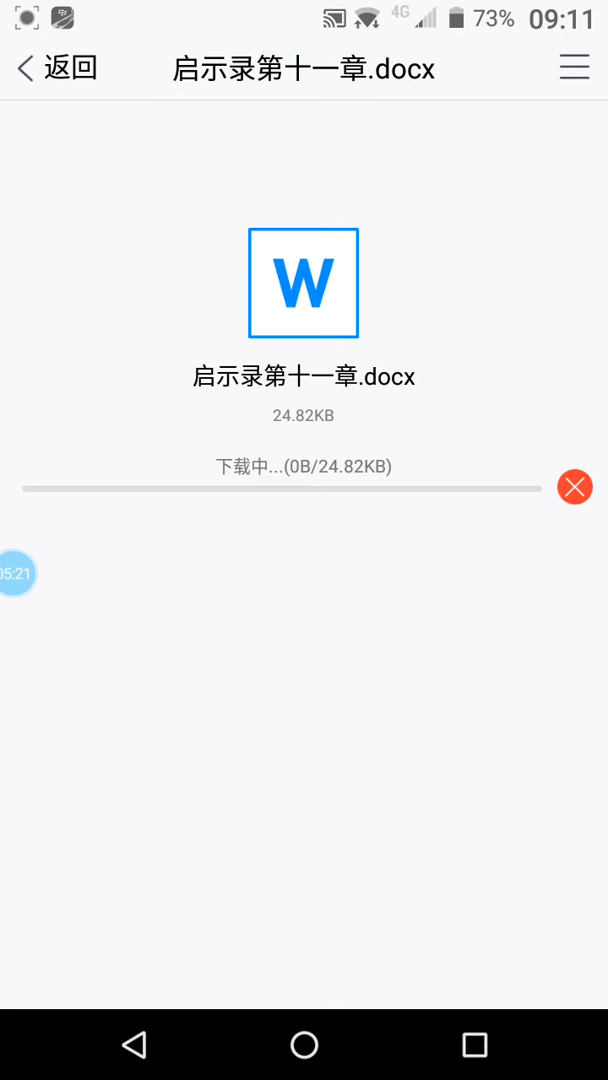 4G 73% 09:11
返回 启示录第十一章.docx
W
启示录第十一章.docx
24.82KB
下载中...(0B/24.82KB)
05:21